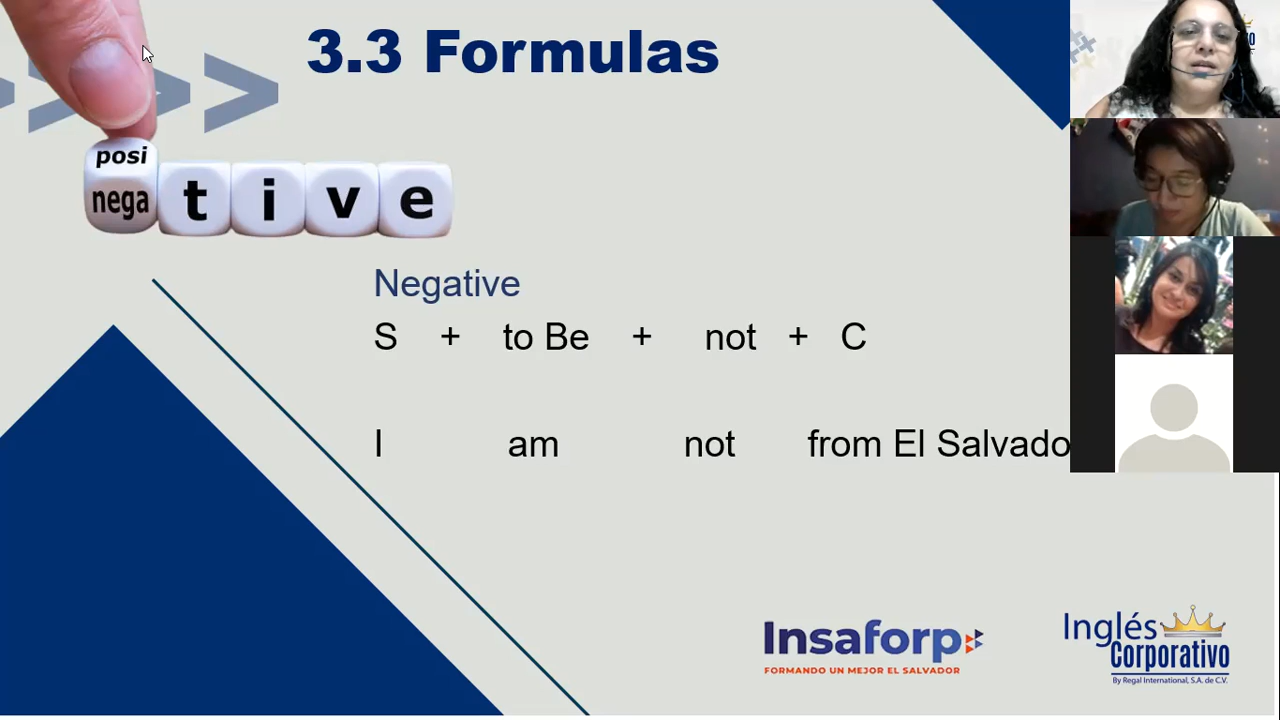 3.3 Formulas
posi
nega t i v e
Negative
S + to Be + not + C
I am not from El Salvado
Insaforp
FORMANDO UN MEJOR EL SALVADOR
Inglés
Corporativo
By Regal International, S.A. de C.V.